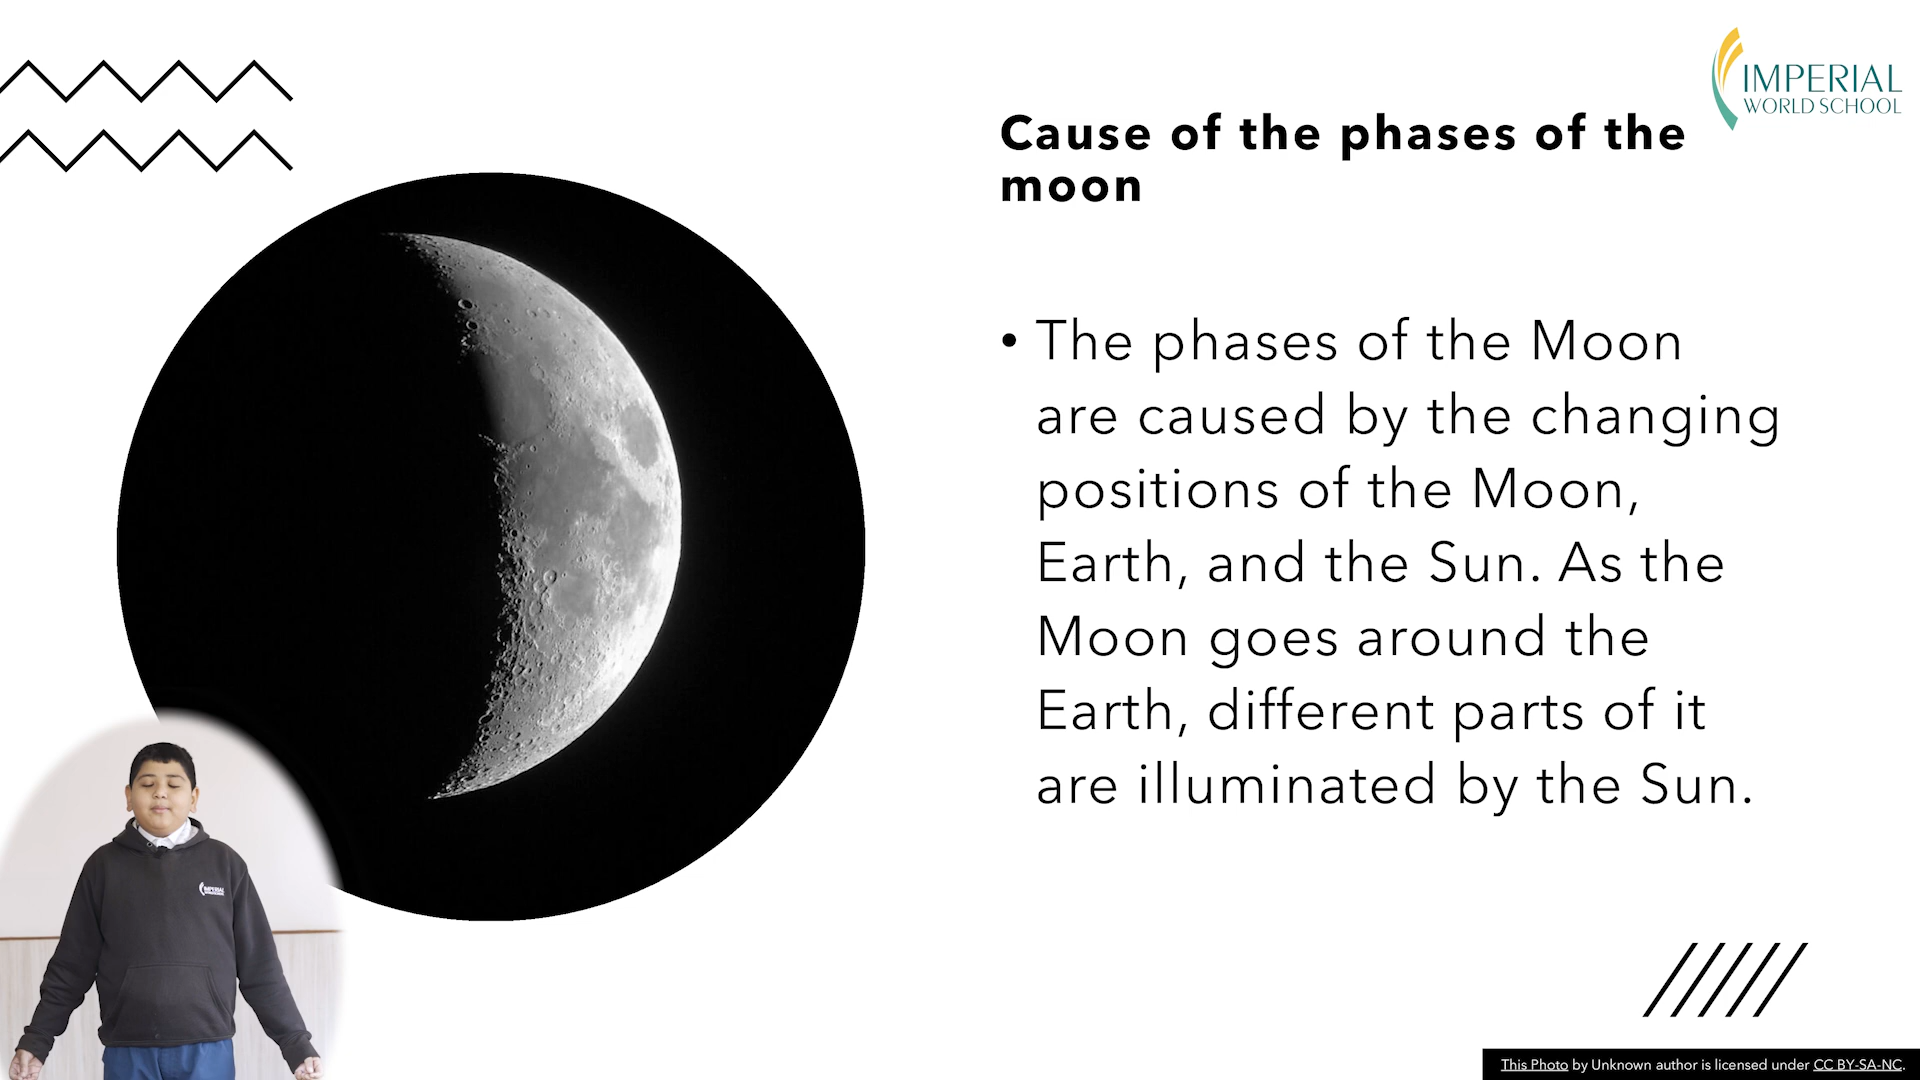 IMPERIAL
WORLD SCHOOL
Cause of the phases of the
moon
• The phases of the Moon
are caused by the changing
positions of the Moon,
Earth, and the Sun. As the
Moon goes around the
Earth, different parts of it
are illuminated by the Sun.
IMPERIAL
This Photo by Unknown author is licensed under CC BY-SA-NC.